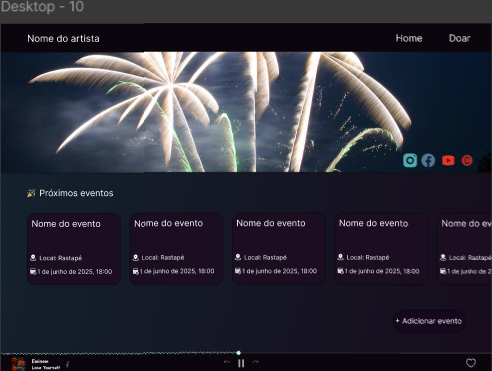 Desktop - 10
Nome do artista
Home
Doar
Próximos eventos
Nome do evento
Nome do evento
Nome do evento
Nome do evento
Nome do ev
Local: Rastapé
Local: Rastapé
Local: Rastapé
Local: Rastapé
Local: Rastapé
1 de junho de 2025, 18:00
1 de junho de 2025, 18:00
1 de junho de 2025, 18:00
1 de junho de 2025, 18:00
1 de junho de 2
+ Adicionar evento
Eminem
Lose Yourself